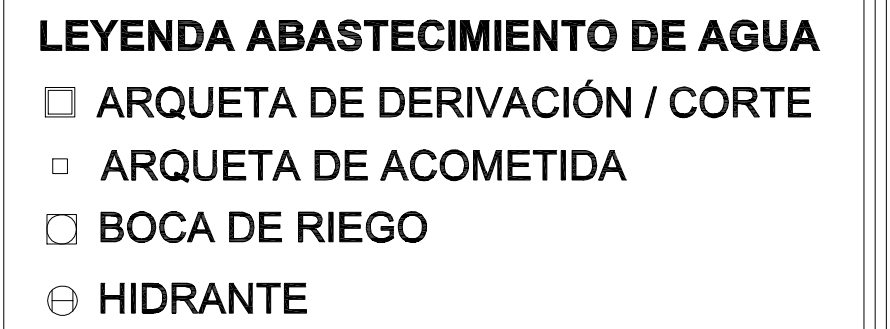 LEYENDA ABASTECIMIENTO DE AGUA
ARQUETA DE DERIVACIÓN / CORTE
ARQUETA DE ACOMETIDA
BOCA DE RIEGO
HIDRANTE